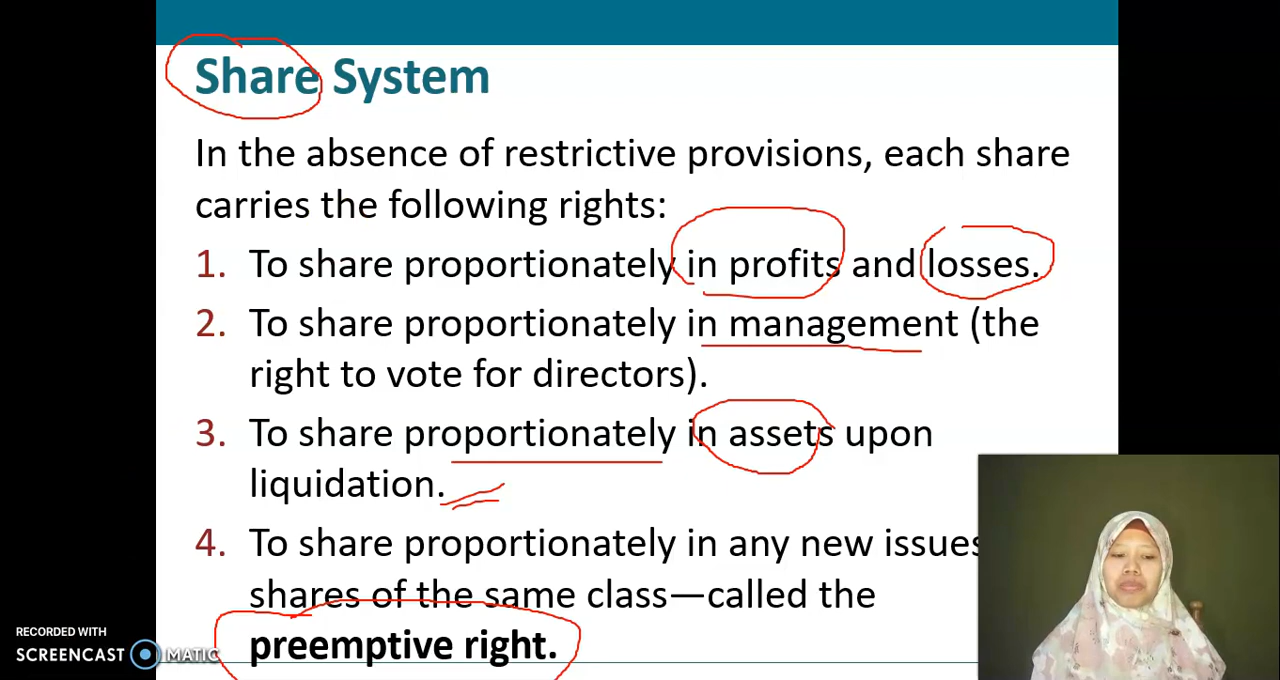 Share System
In the absence of restrictive provisions, each share
carries the following rights:
1. To share proportionately in profits and losses.
2. To share proportionately in management (the
right to vote for directors).
3. To share proportionately in assets upon
liquidation.
4. To share proportionately in any new issues
shares of the same class—called the
preemptive right.
RECORDED WITH
SCREENCAST MATIC